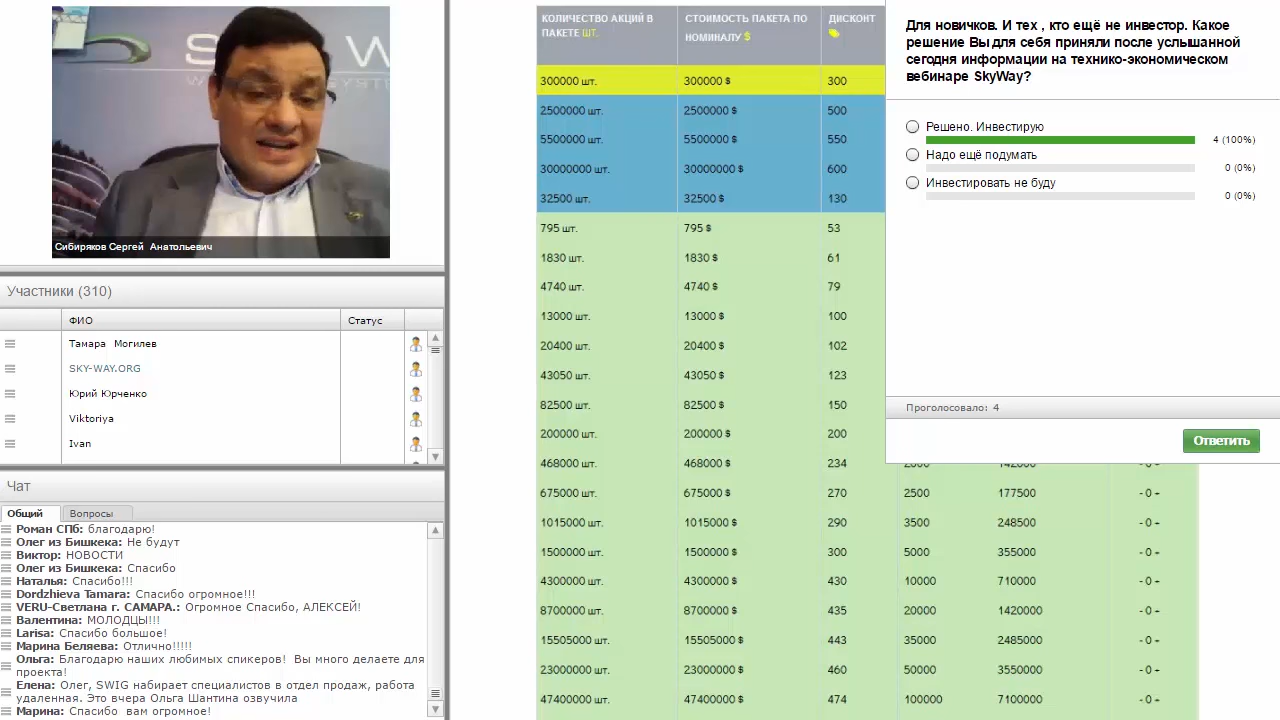 S W
W SYSTE
Сибиряков Сергей Анатольевич
Участники (310)
ФИО Статус
Тамара Могилев
SKY-WAY.ORG
Юрий Юрченко
Viktoriya
Ivan
Чат
Общий Вопросы
Роман СПб: благодарю!
Олег из Бишкека: Не будут
Виктор: НОВОСТИ
Олег из Бишкека: Спасибо
Наталья: Спасибо!!!
Dordzhieva Tamara: Спасибо огромное!!!
VERU-Светлана г. САМАРА.: Огромное Спасибо, АЛЕКСЕЙ!
Валентина: МОЛОДЦЫ!!!
Larisa: Спасибо большое!
Марина Беляева: Отлично!!!!!
Ольга: Благодарю наших любимых спикеров! Вы много делаете для
проекта!
Елена: Олег, SWIG набирает специалистов в отдел продаж, работа
удаленная. Это вчера Ольга Шантина озвучила
Марина: Спасибо вам огромное!
КОЛИЧЕСТВО АКЦИЙ В СТОИМОСТЬ ПАКЕТА ПО ДИСКОНТ
ПАКЕТЕ ШТ. НОМИНАЛУ $
300000 шт. 300000 $ 300
2500000 шт. 2500000 $ 500
5500000 шт. 5500000 $ 550
30000000 шт. 30000000 $ 600
32500 шт. 32500 $ 130
795 шт. 795 $ 53
1830 шт. 1830 $ 61
4740 шт. 4740 $ 79
13000 шт. 13000 $ 100
20400 шт. 20400 $ 102
43050 шт. 43050 $ 123
82500 шт. 82500 $ 150
200000 шт. 200000 $ 200
468000 шт. 468000 $ 234 2000 142000 - 0 +
675000 шт. 675000 $ 270 2500 177500 - 0 +
1015000 шт. 1015000 $ 290 3500 248500 - 0 +
1500000 шт. 1500000 $ 300 5000 355000 - 0 +
4300000 шт. 4300000 $ 430 10000 710000 - 0 +
8700000 шт. 8700000 $ 435 20000 1420000 - 0 +
15505000 шт. 15505000 $ 443 35000 2485000 - 0 +
23000000 шт. 23000000 $ 460 50000 3550000 - 0 +
47400000 шт. 47400000 $ 474 100000 7100000 - 0 +
Для новичков. И тех , кто ещё не инвестор. Какое
решение Вы для себя приняли после услышанной
сегодня информации на технико-экономическом
вебинаре SkyWay?
Решено. Инвестирую
4 (100%)
Надо ещё подумать
0 (0%)
Инвестировать не буду
0 (0%)
Проголосовало: 4
Ответить